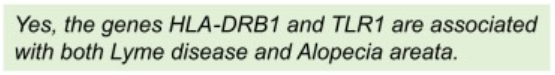 Yes, the genes HLA-DRB1 and TLR1 are associated
with both Lyme disease and Alopecia areata.